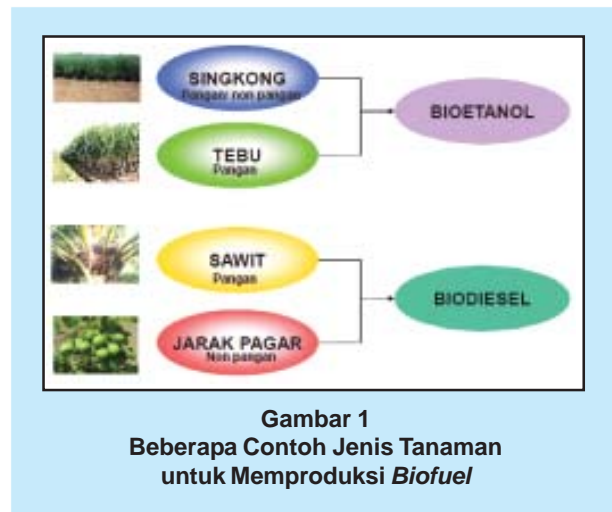 SINGKONG
Pangan/ non pangan
BIOETANOL
TEBU
Pangan
SAWIT
Pangan
BIODIESEL
JARAK PAGAR
Non pangan
Gambar 1
Beberapa Contoh Jenis Tanaman
untuk Memproduksi Biofuel